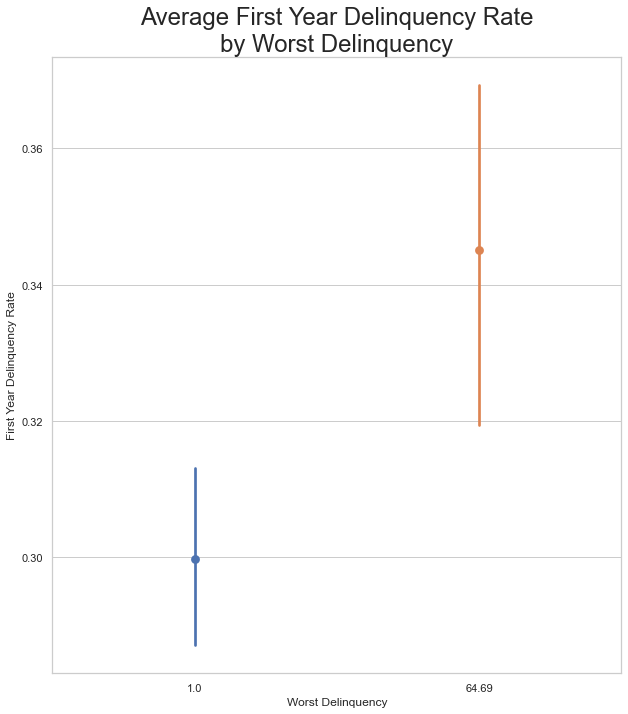 Average First Year Delinquency Rate
by Worst Delinquency
First Year Delinquency Rate
0.36
0.34
0.32
0.30
1.0
64.69
Worst Delinquency